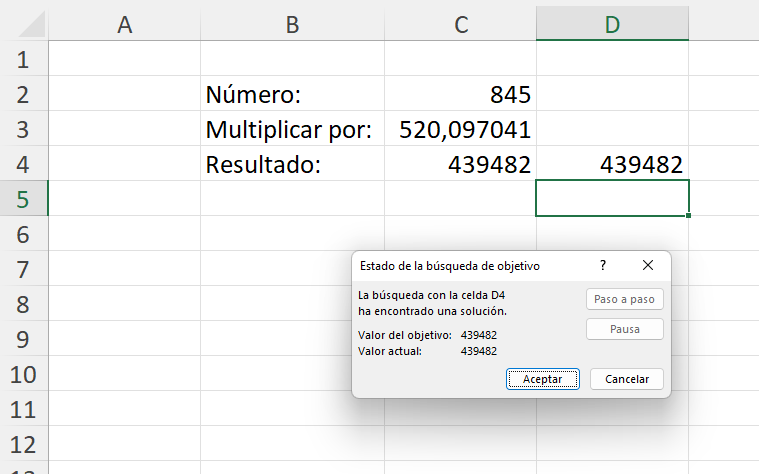 A B C D
1
2 Número: 845
3 Multiplicar por: 520,097041
4 Resultado: 439482 439482
5
6
7
Estado de la búsqueda de objetivo ?
8
La búsqueda con la celda D4 Paso a paso
ha encontrado una solución.
9
Valor del objetivo: 439482 Pausa
Valor actual: 439482
10
Aceptar Cancelar
11
12
13